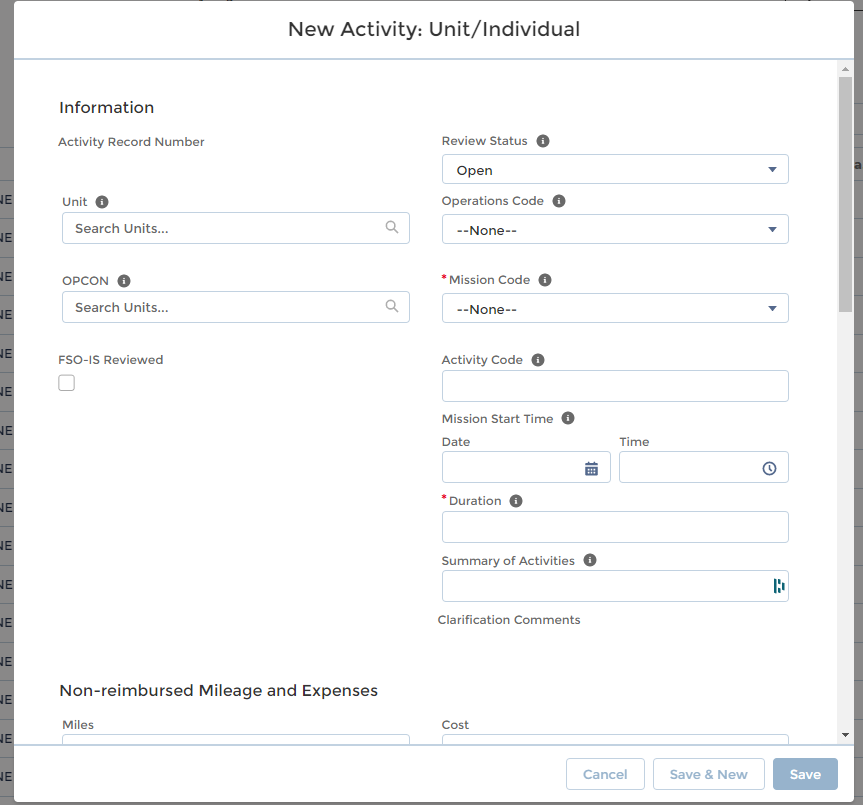 New Activity: Unit/Individual
Information
Activity Record Number
Review Status
Open
Unit
Search Units...
Operations Code
--None--
OPCON
Search Units...
*Mission Code
--None--
FSO-IS Reviewed
Activity Code
Mission Start Time
Date
Time
*Duration
Summary of Activities
Clarification Comments
Non-reimbursed Mileage and Expenses
Miles
Cost
Cancel
Save & New
Save